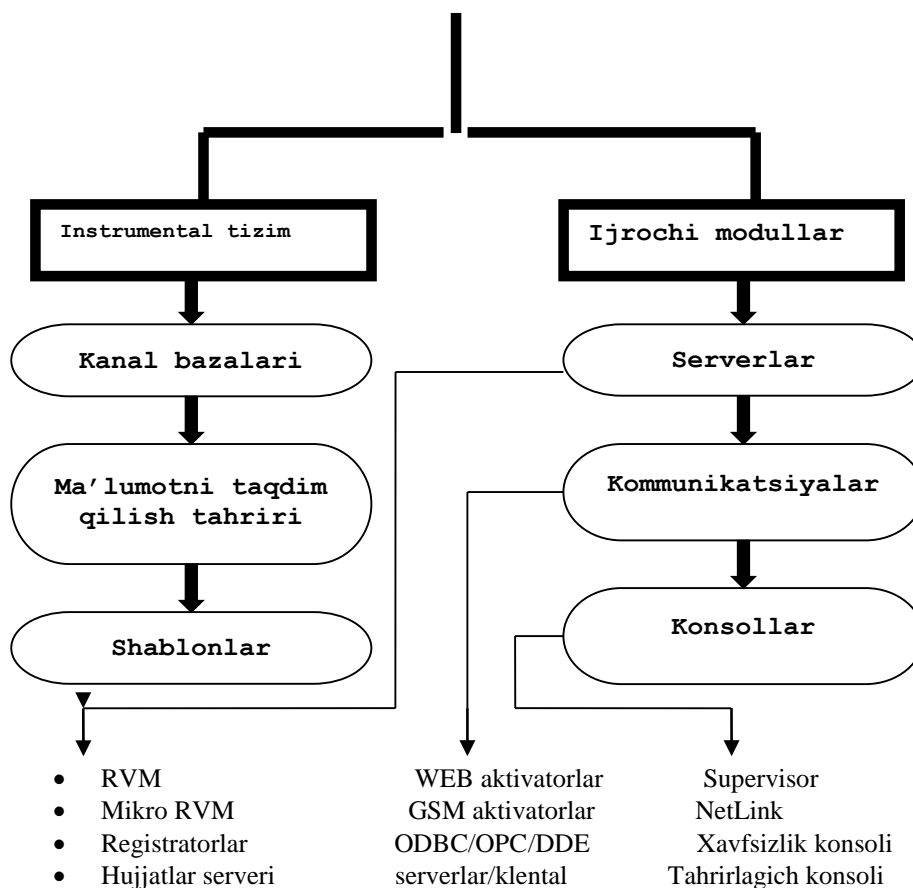 Instrumental tizim
Ijrochi modullar
Kanal bazalari
Serverlar
Ma’lumotni taqdim
qilish tahriri
Kommunikatsiyalar
Shablonlar
Konsollar
• RVM WEB aktivatorlar Supervisor
• Mikro RVM GSM aktivatorlar NetLink
• Registratorlar ODBC/OPC/DDE Xavfsizlik konsoli
• Hujjatlar serveri serverlar/klental Tahrirlagich konsoli